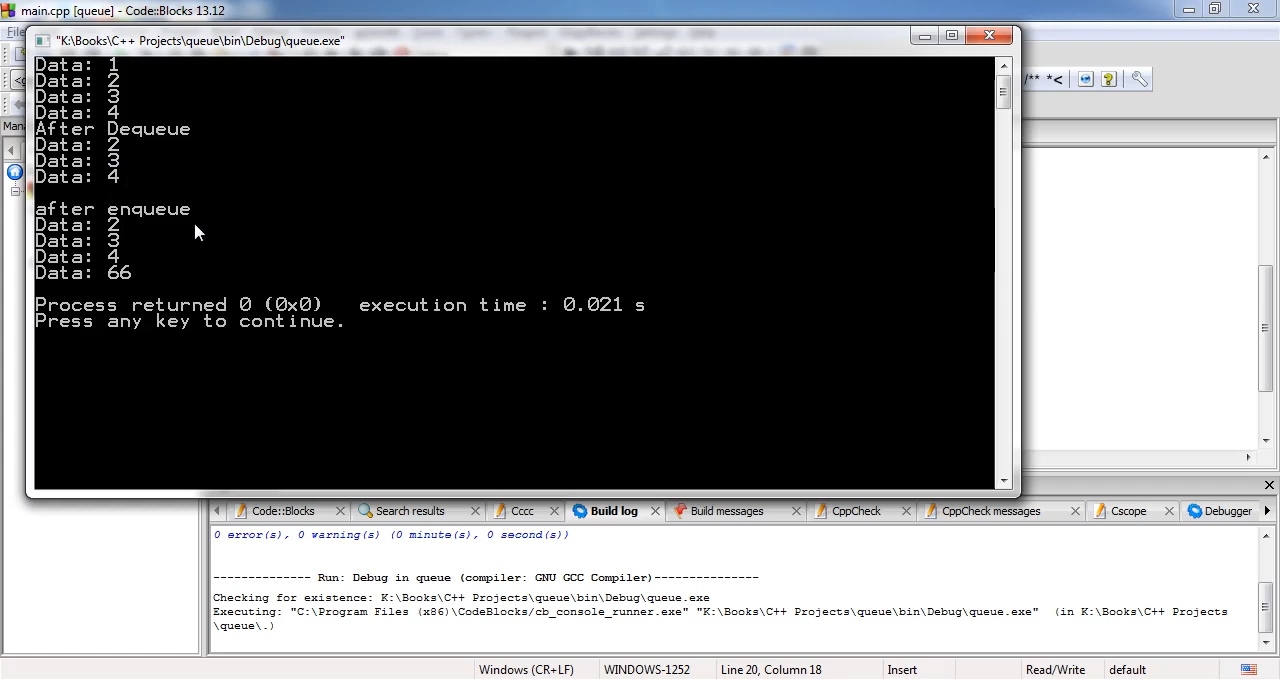 main.cpp [queue] - Code::Blocks 13.12
"K:\Books\C++ Projects\queue\bin\Debug\queue.exe"
Data: 1
Data: 2
Data: 3
Data: 4
After Dequeue
Data: 2
Data: 3
Data: 4
after enqueue
Data: 2
Data: 3
Data: 4
Data: 66
Process returned 0 (0x0)   execution time : 0.021 s
Press any key to continue.
/** *<
Code::Blocks
Search results
Cccc
Build log
Build messages
CppCheck
CppCheck messages
Cscope
Debugger
0 error(s), 0 warning(s) (0 minute(s), 0 second(s))
-------------- Run: Debug in queue (compiler: GNU GCC Compiler)---------------
Checking for existence: K:\Books\C++ Projects\queue\bin\Debug\queue.exe
Executing: "C:\Program Files (x86)\CodeBlocks/cb_console_runner.exe" "K:\Books\C++ Projects\queue\bin\Debug\queue.exe"  (in K:\Books\C++ Projects
\queue\.)
Windows (CR+LF)
WINDOWS-1252
Line 20, Column 18
Insert
Read/Write
default